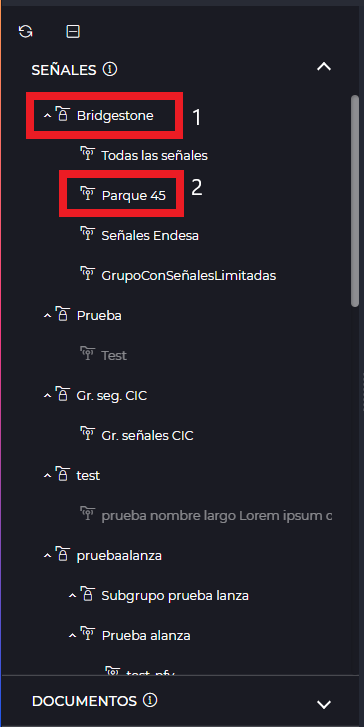 SEÑALES
Bridgestone 1
Todas las señales
Parque 45 2
Señales Endesa
GrupoConSeñalesLimitadas
Prueba
Test
Gr. seg. CIC
Gr. señales CIC
test
prueba nombre largo Lorem ipsum
pruebaalanza
Subgrupo prueba lanza
Prueba alanza
DOCUMENTOS